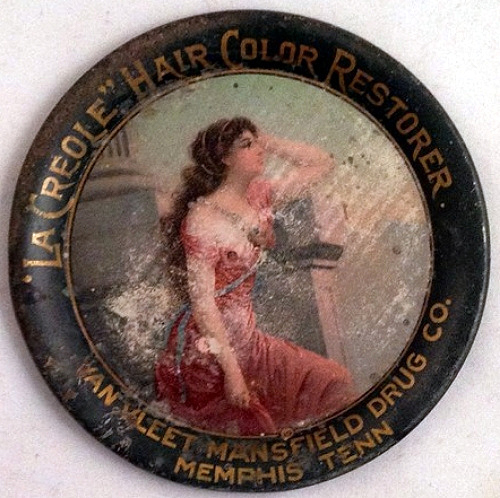 "La Creole" Hair Color Restorer.
Van Vleet Mansfield Drug Co.
Memphis Tenn